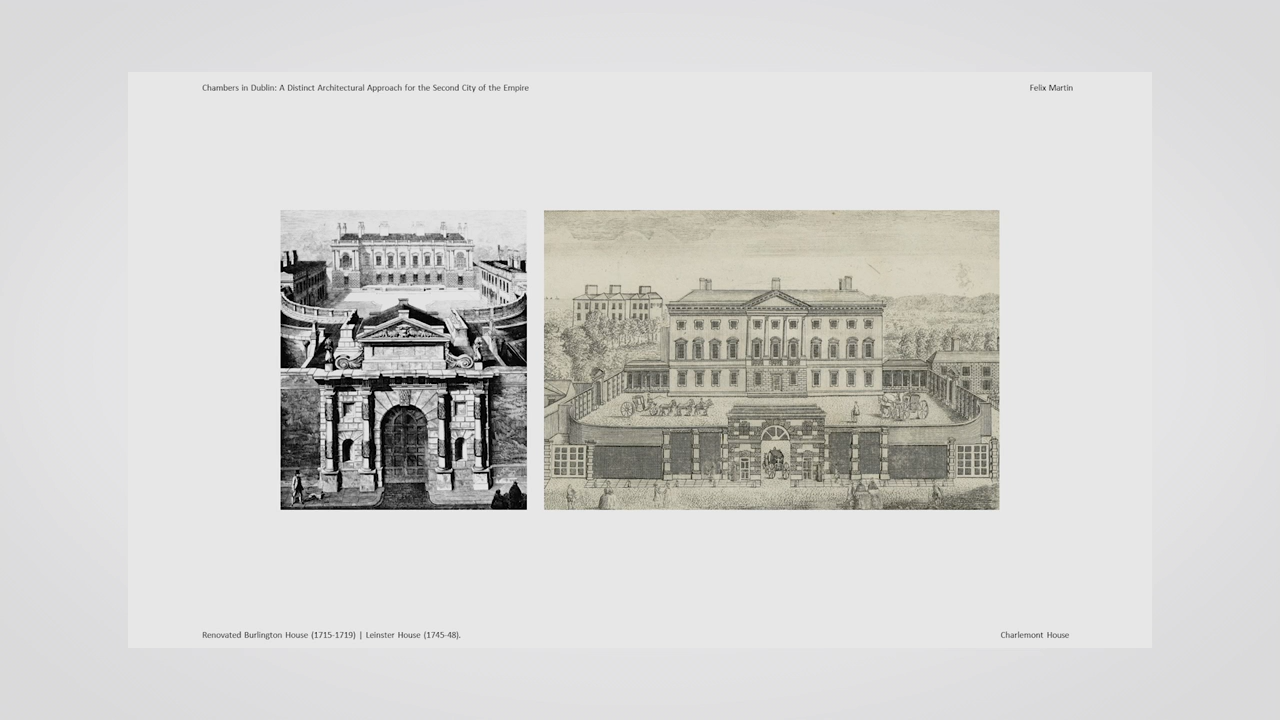 Chambers in Dublin: A Distinct Architectural Approach for the Second City of the Empire
Felix Martin
Renovated Burlington House (1715-1719) | Leinster House (1745-48).
Charlemont House